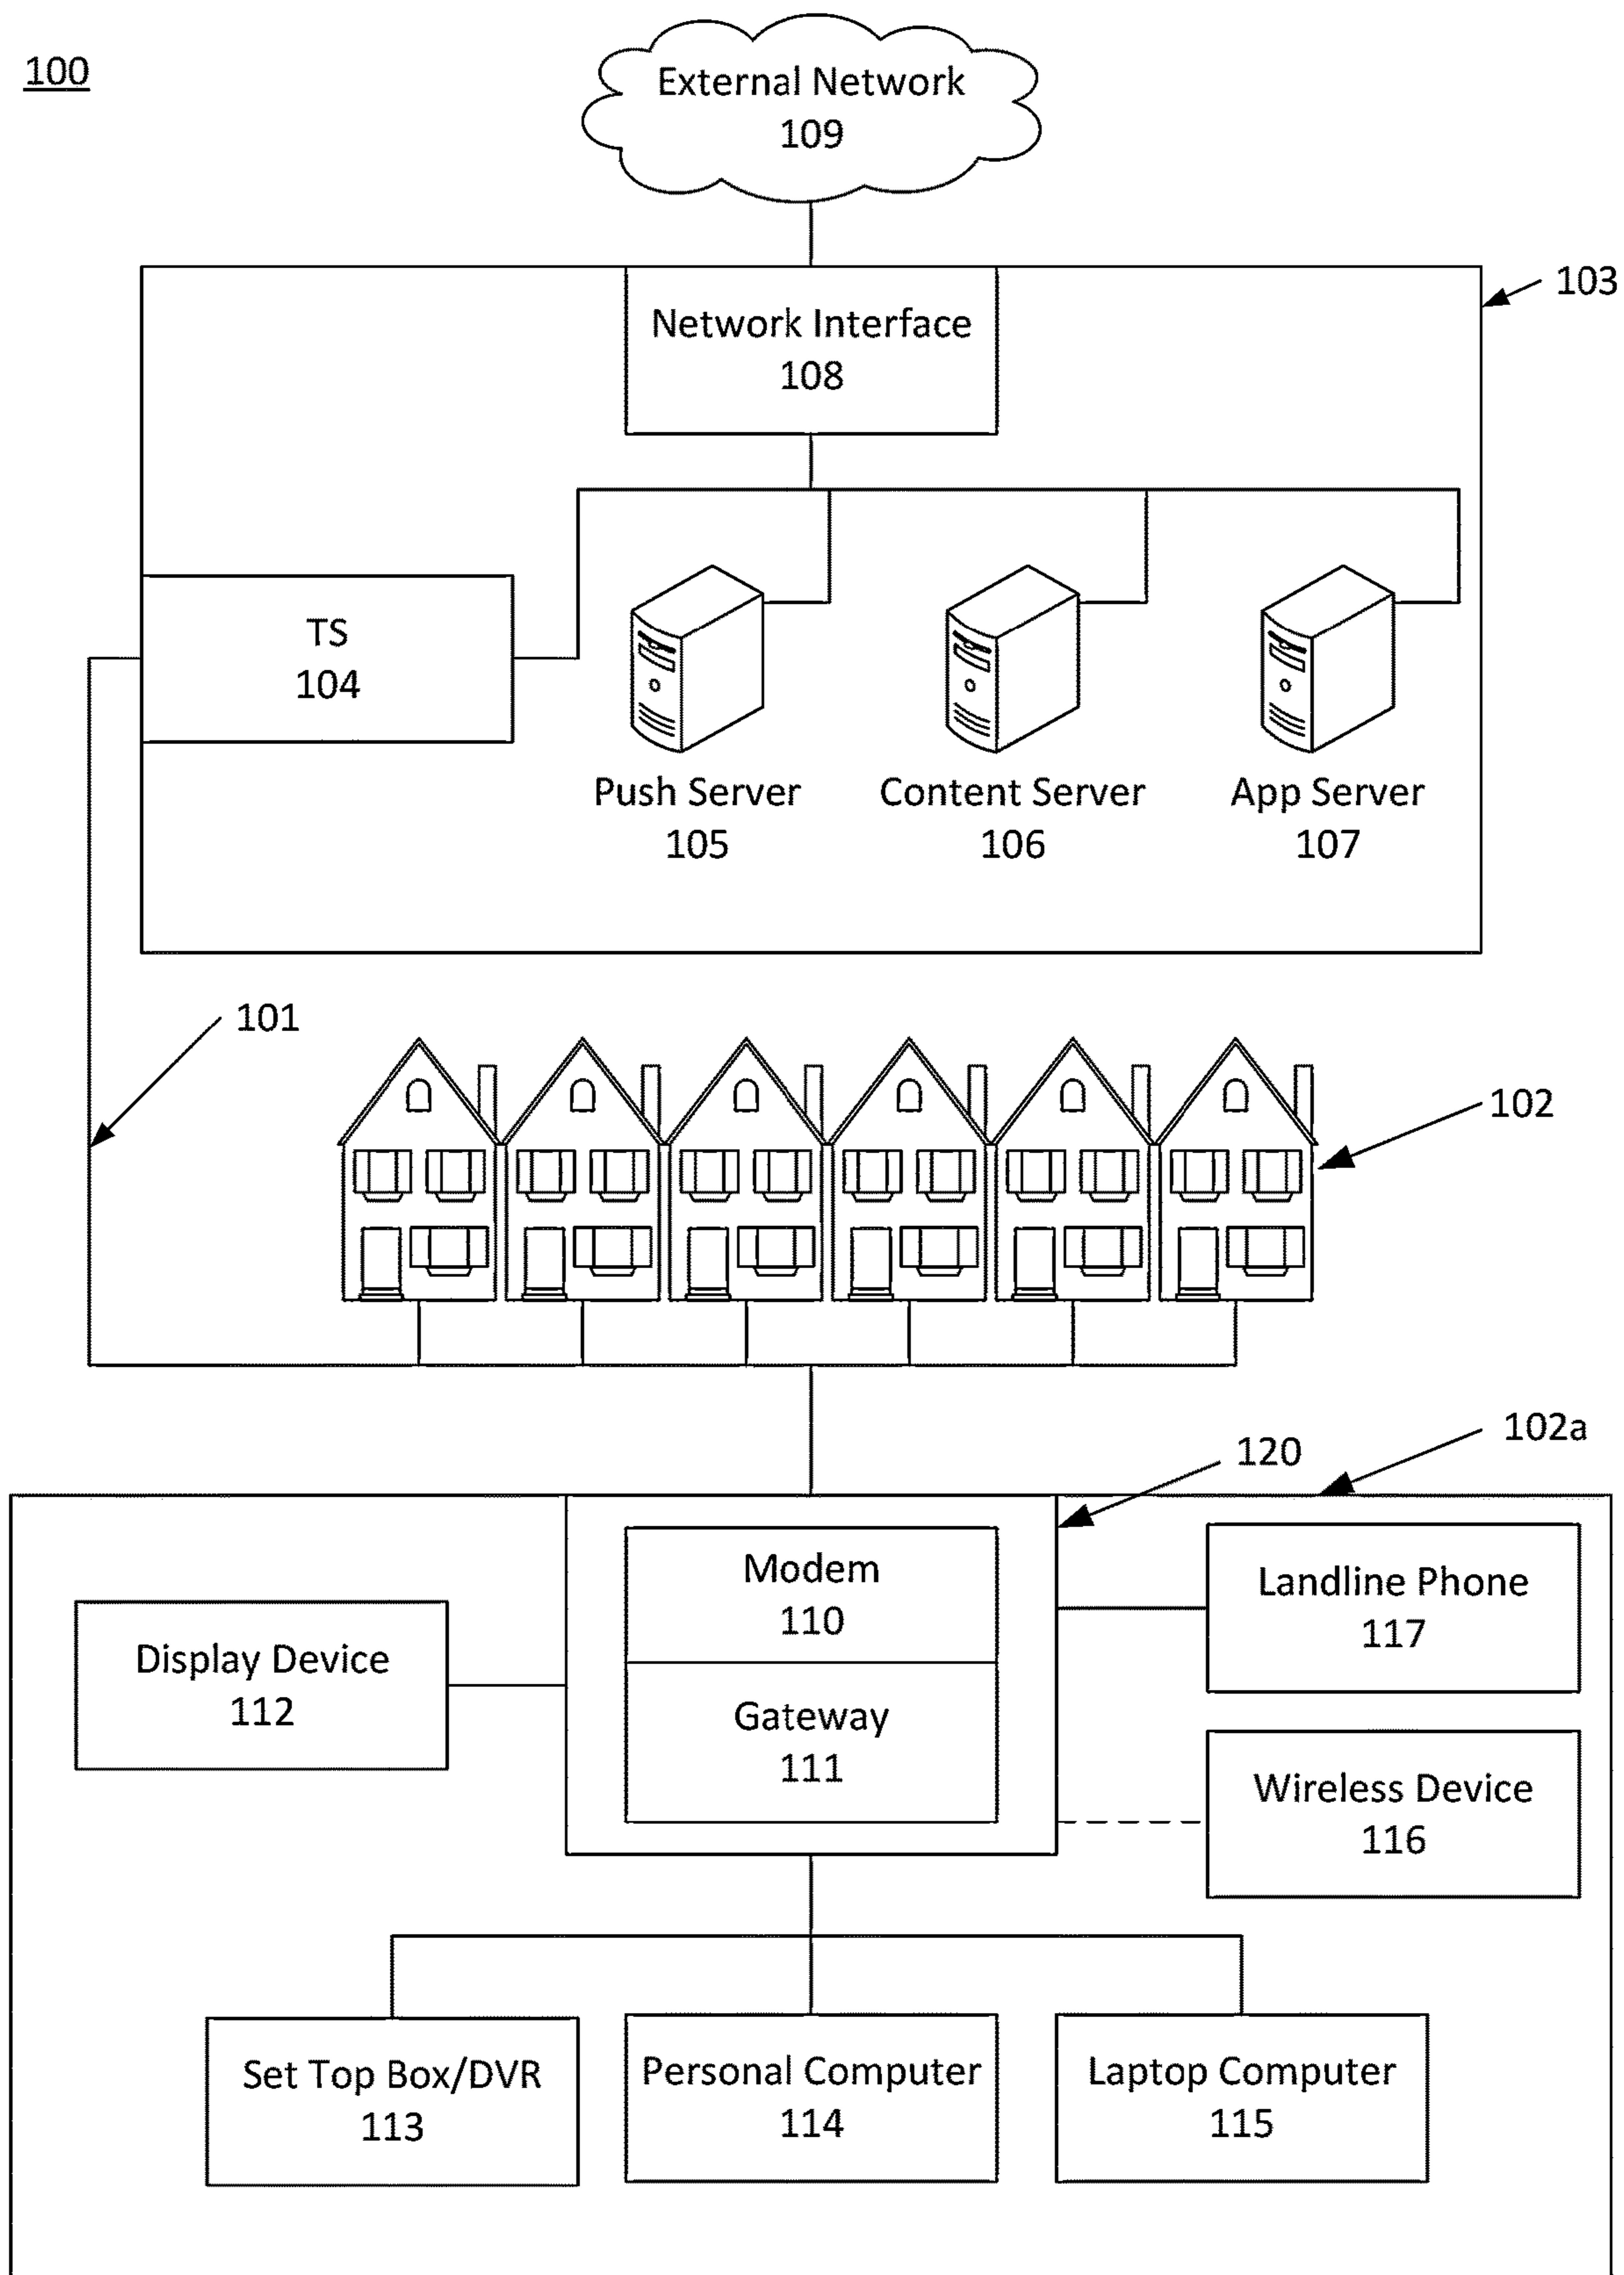 100
External Network
109
103
Network Interface
108
TS
104
Push Server
105
Content Server
106
App Server
107
101
102
102a
120
Modem
110
Gateway
111
Landline Phone
117
Display Device
112
Wireless Device
116
Set Top Box/DVR
113
Personal Computer
114
Laptop Computer
115